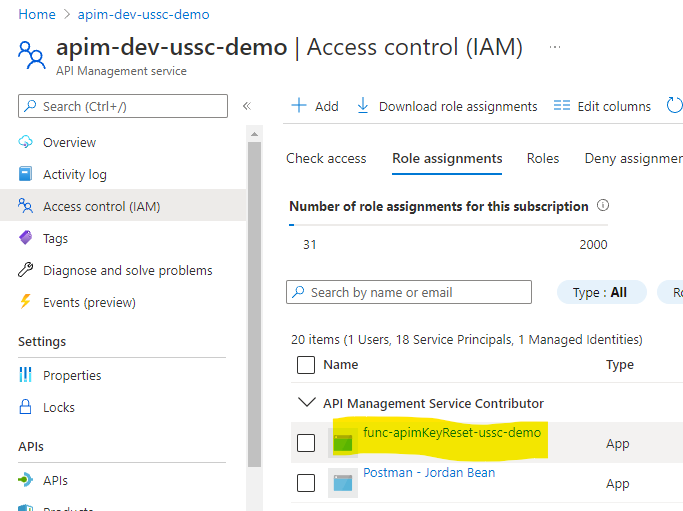 Home > apim-dev-ussc-demo
apim-dev-ussc-demo | Access control (IAM) ...
API Management service
Search (Ctrl+/) «
Overview
Activity log
Access control (IAM)
Tags
Diagnose and solve problems
Events (preview)
Settings
Properties
Locks
APIs
APIs
Products
+ Add Download role assignments Edit columns
Check access Role assignments Roles Deny assignmen
Number of role assignments for this subscription
31 2000
Search by name or email Type : All Ro
20 items (1 Users, 18 Service Principals, 1 Managed Identities)
Name Type
API Management Service Contributor
func-apimKeyReset-ussc-demo App
Postman - Jordan Bean App